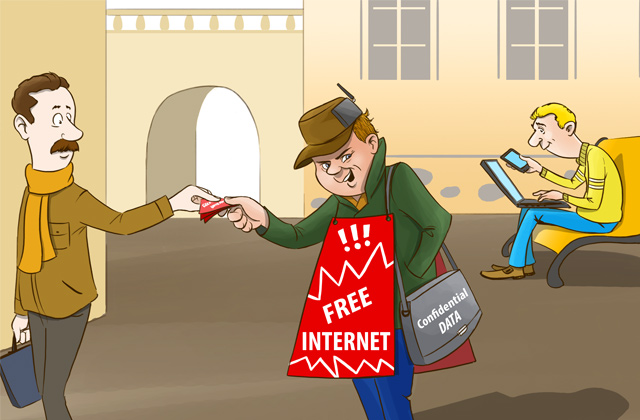 !!!
FREE
INTERNET
Confidential
DATA